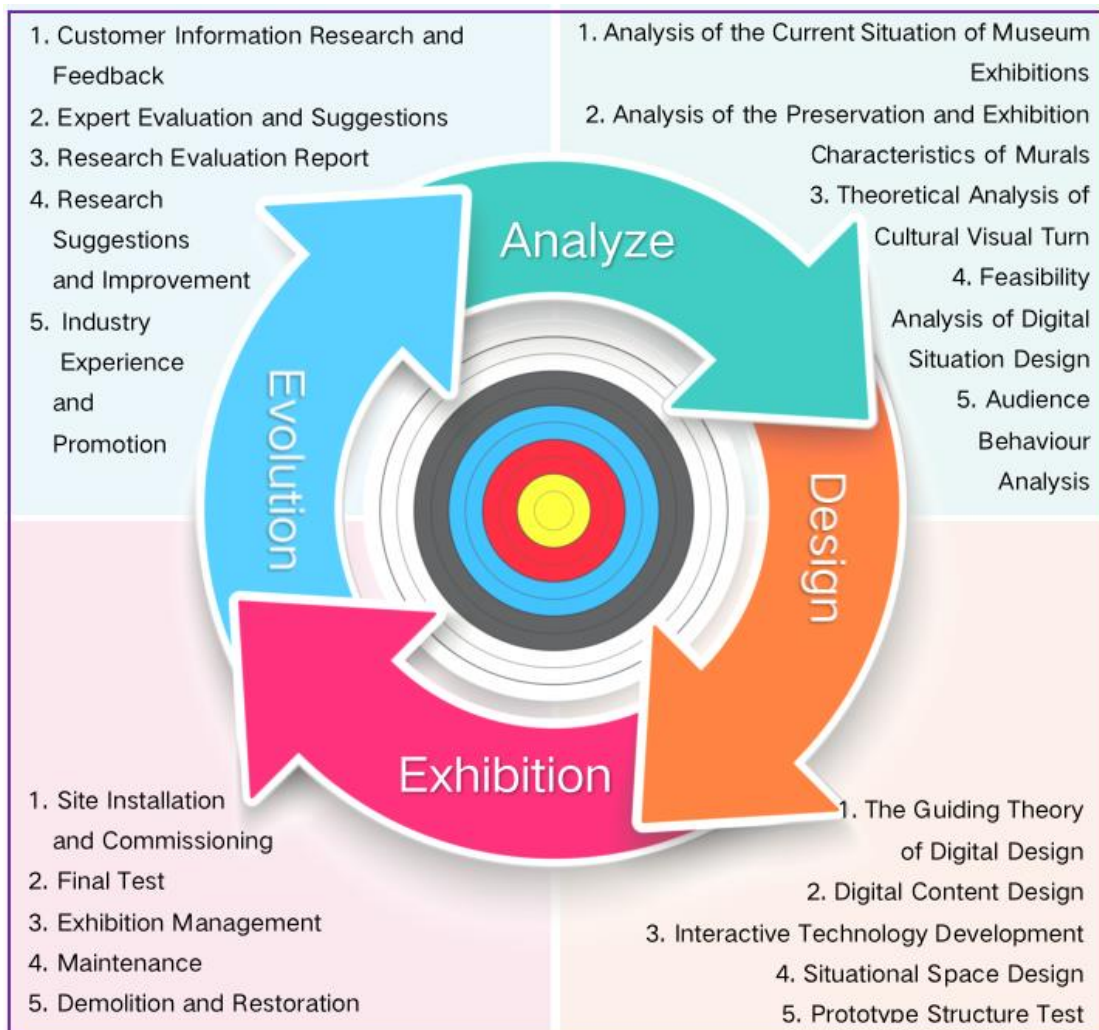 1. Customer Information Research and
Feedback
2. Expert Evaluation and Suggestions
3. Research Evaluation Report
4. Research
Suggestions
and Improvement
5. Industry
Experience
and
Promotion
1. Analysis of the Current Situation of Museum
Exhibitions
2. Analysis of the Preservation and Exhibition
Characteristics of Murals
3. Theoretical Analysis of
Cultural Visual Turn
4. Feasibility
Analysis of Digital
Situation Design
5. Audience
Behaviour
Analysis
Analyze
Evolution
Design
Exhibition
1. Site Installation
and Commissioning
2. Final Test
3. Exhibition Management
4. Maintenance
5. Demolition and Restoration
1. The Guiding Theory
of Digital Design
2. Digital Content Design
3. Interactive Technology Development
4. Situational Space Design
5. Prototype Structure Test